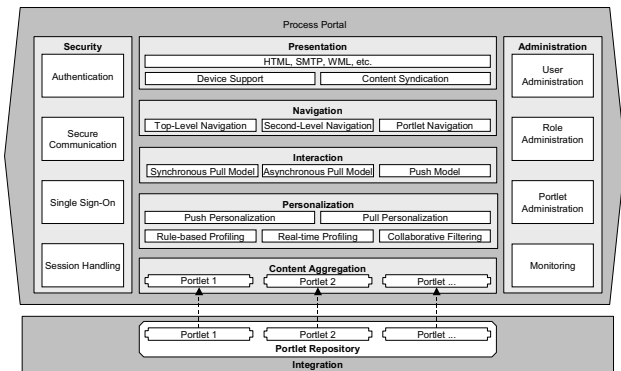 Process Portal
Security
Authentication
Secure
Communication
Single Sign-On
Session Handling
Presentation
HTML, SMTP, WML, etc.
Device Support
Content Syndication
Navigation
Top-Level Navigation
Second-Level Navigation
Portlet Navigation
Interaction
Synchronous Pull Model
Asynchronous Pull Model
Push Model
Personalization
Push Personalization
Pull Personalization
Rule-based Profiling
Real-time Profiling
Collaborative Filtering
Content Aggregation
Portlet 1
Portlet 2
Portlet ...
Administration
User
Administration
Role
Administration
Portlet
Administration
Monitoring
Portlet 1
Portlet 2
Portlet ...
Portlet Repository
Integration